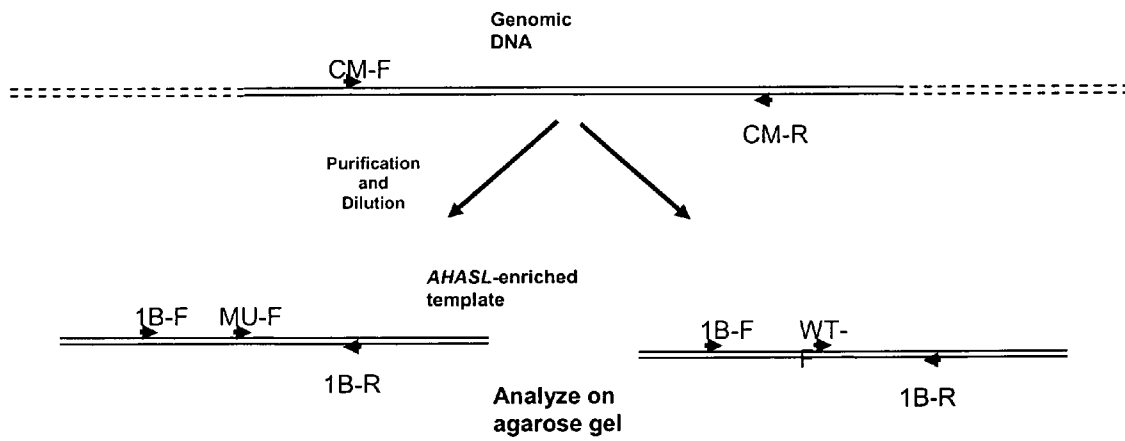 Genomic
DNA
CM-F
CM-R
Purification
and
Dilution
AHASL-enriched
template
1B-F MU-F
1B-R
1B-F WT-
F
1B-R
Analyze on
agarose gel